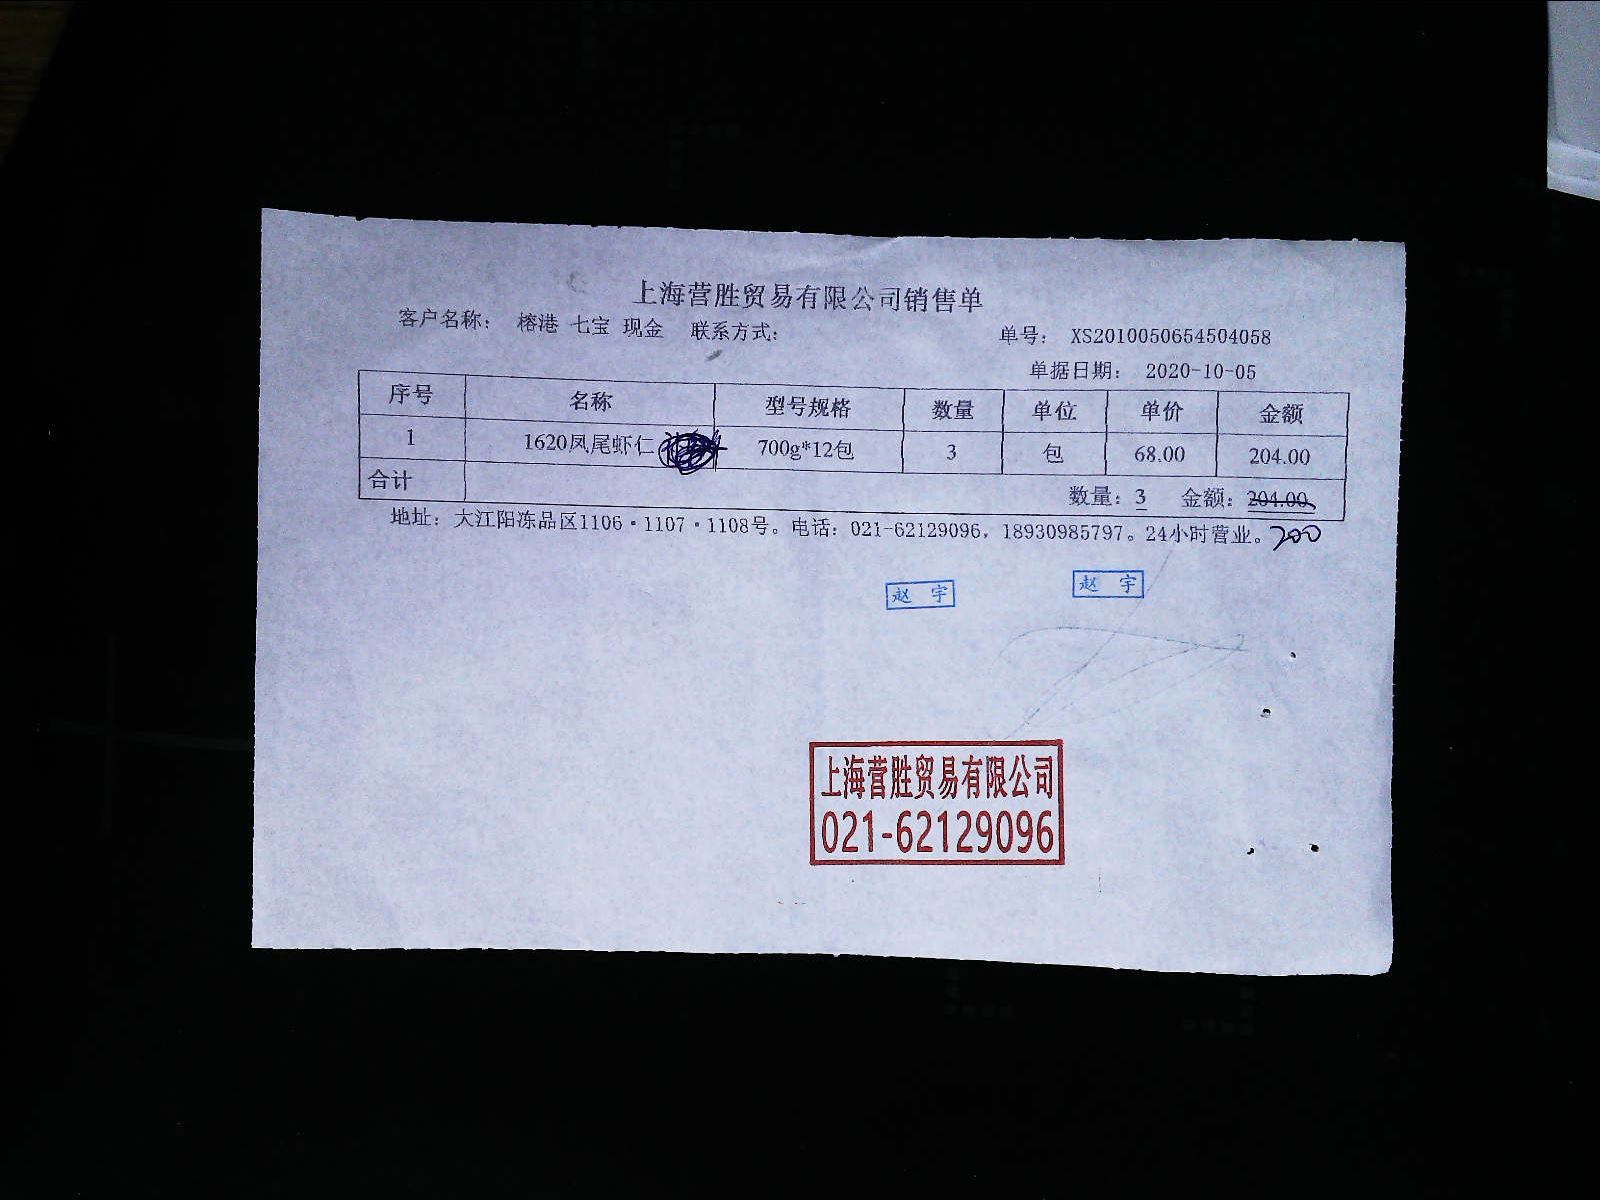 上海营胜贸易有限公司销售单
客户名称： 榕港 七宝 现金 联系方式： 单号： XS2010050654504058
单据日期： 2020-10-05
序号 名称 型号规格 数量 单位 单价 金额
1 1620凤尾虾仁 700g*12包 3 包 68.00 204.00
合计 数量：3 金额：204.00
地址：大江阳冻品区1106·1107·1108号。电话：021-62129096，18930985797。24小时营业。 200
赵 宇 赵 宇
上海营胜贸易有限公司
021-62129096